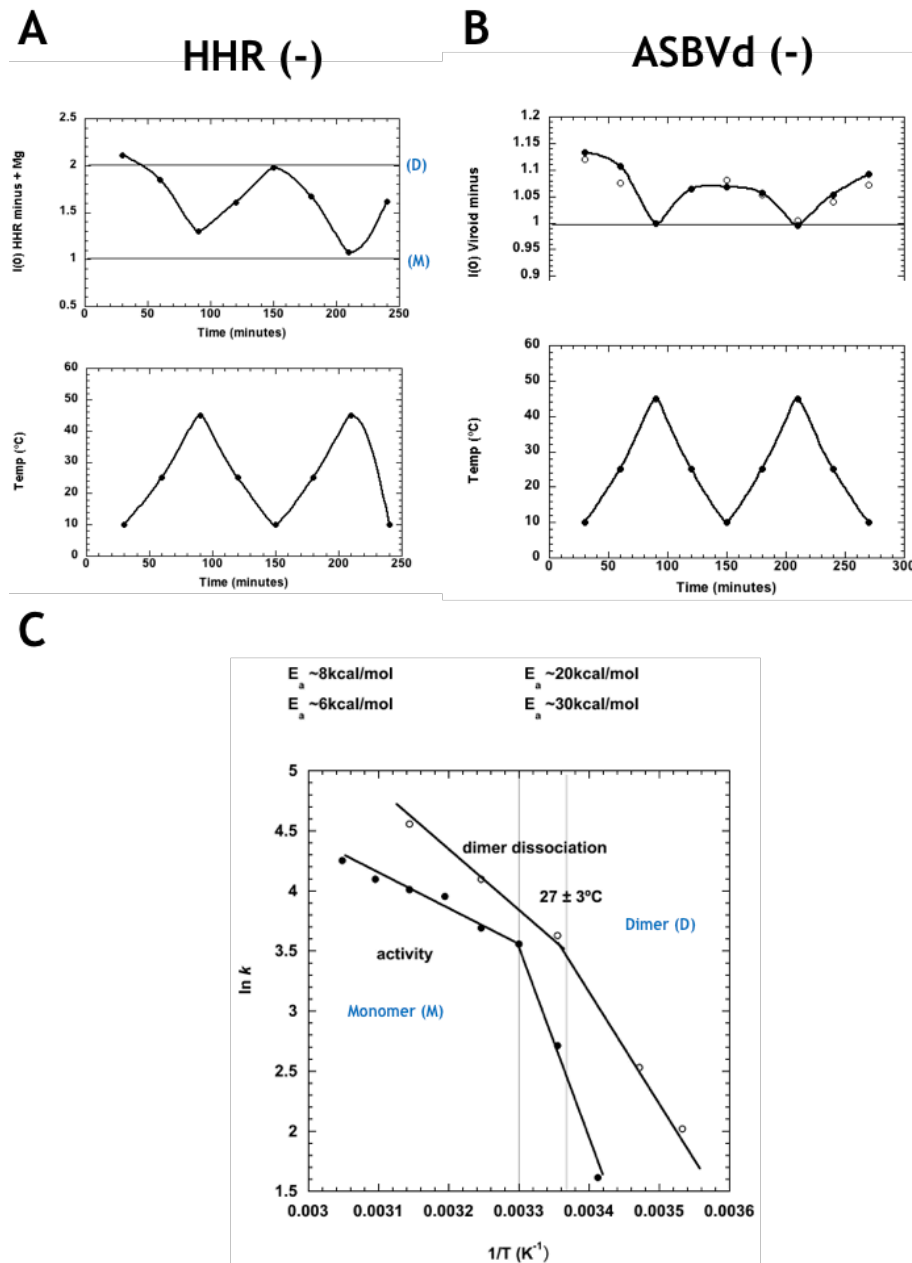 A
HHR (-)
B
ASBVd (-)
2.5
2
1.5
1
0.5
I(0) HHR minus + Mg
(D)
(M)
0 50 100 150 200 250
Time (minutes)
1.2
1.15
1.1
1.05
1
0.95
0.9
I(0) Viroid minus
60
50
40
30
20
10
0
Temp (°C)
0 50 100 150 200 250
Time (minutes)
60
50
40
30
20
10
0
Temp (°C)
0 50 100 150 200 250 300
Time (minutes)
C
Ea ~8kcal/mol Ea ~20kcal/mol
Ea ~6kcal/mol Ea ~30kcal/mol
5
4.5
4
3.5
3
2.5
2
1.5
ln k
dimer dissociation
27 ± 3ºC
Dimer (D)
activity
Monomer (M)
0.003 0.0031 0.0032 0.0033 0.0034 0.0035 0.0036
1/T (K⁻¹)